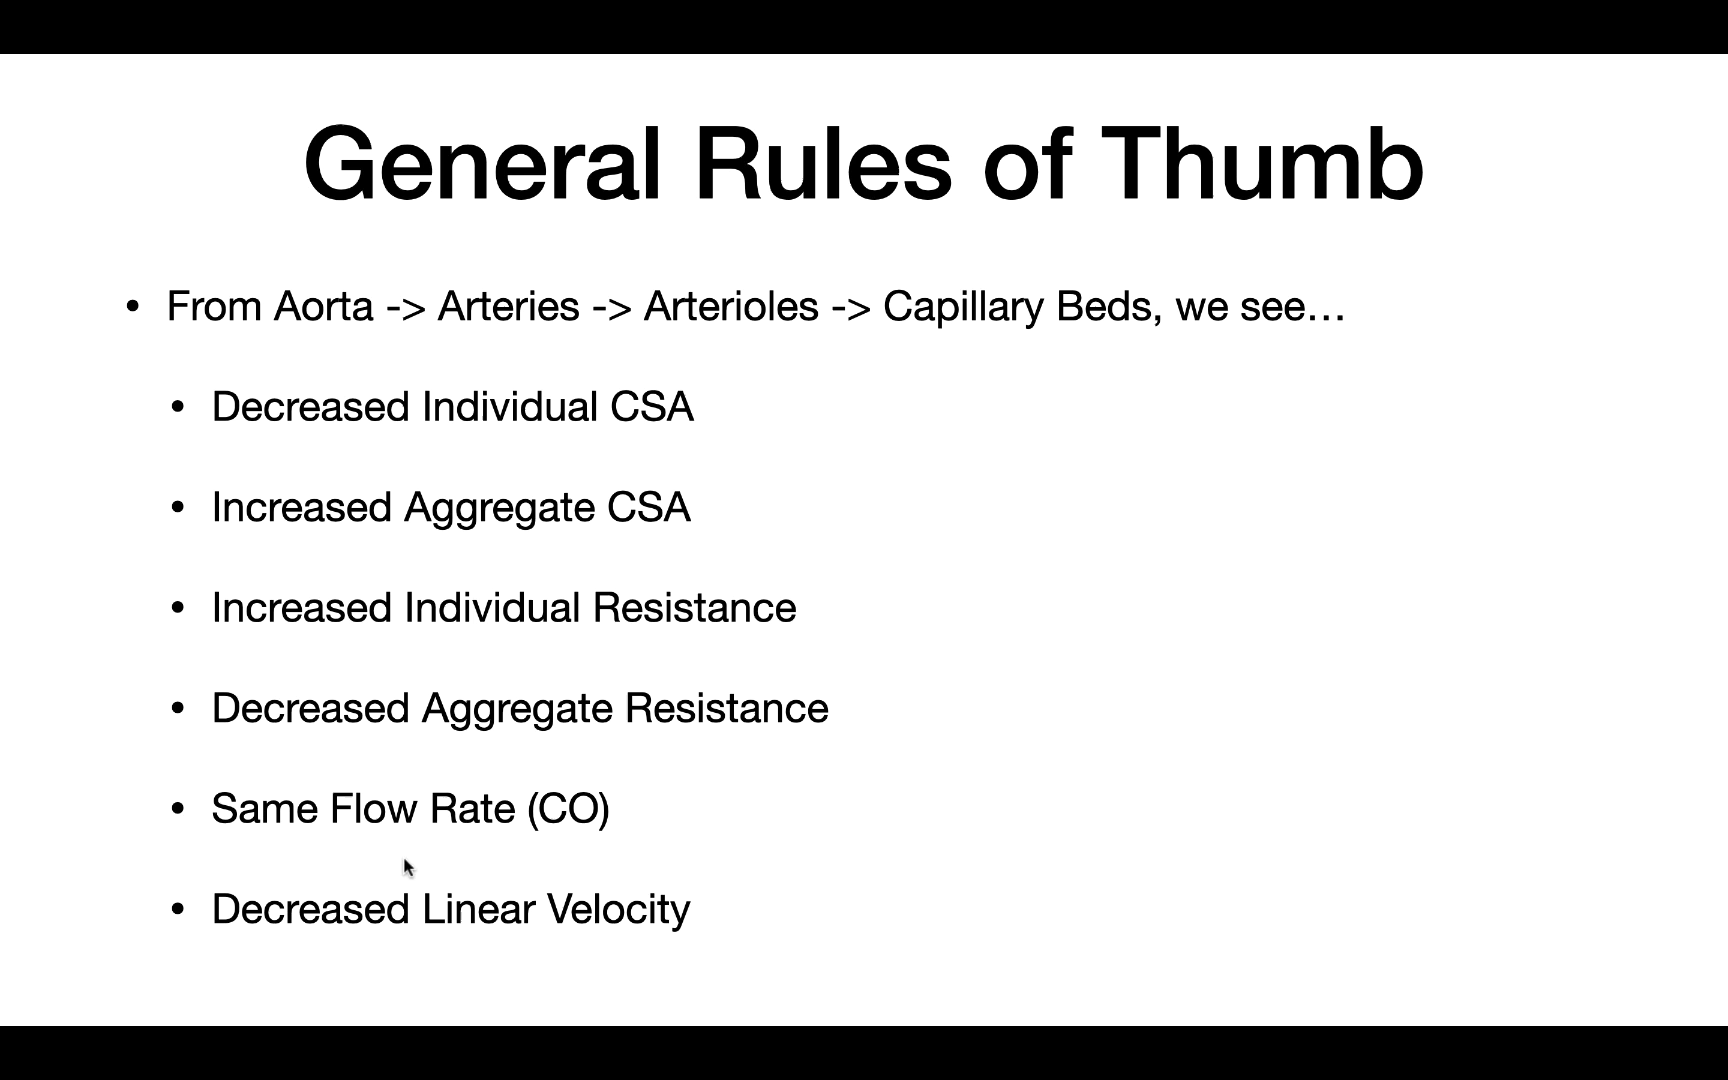 General Rules of Thumb
• From Aorta -> Arteries -> Arterioles -> Capillary Beds, we see…
• Decreased Individual CSA
• Increased Aggregate CSA
• Increased Individual Resistance
• Decreased Aggregate Resistance
• Same Flow Rate (CO)
• Decreased Linear Velocity